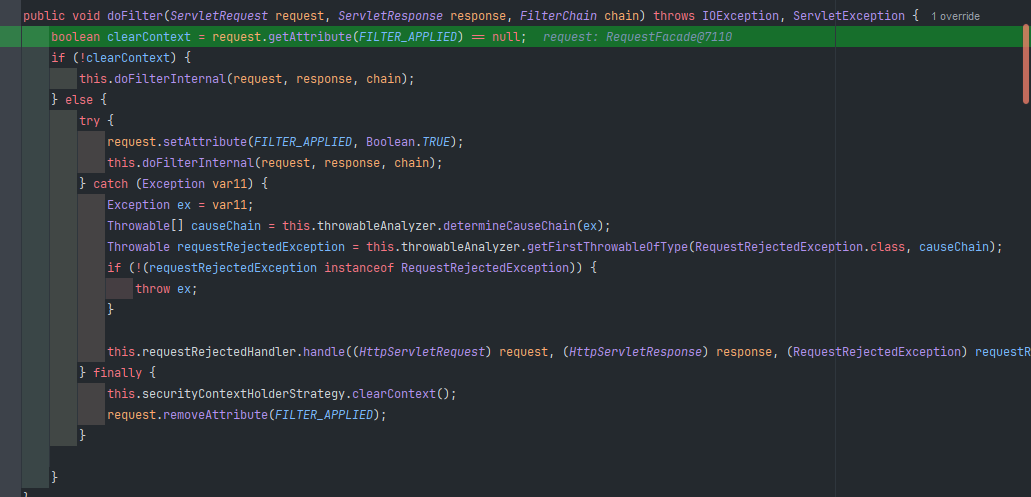 public void doFilter(ServletRequest request, ServletResponse response, FilterChain chain) throws IOException, ServletException { 1 override
boolean clearContext = request.getAttribute(FILTER_APPLIED) == null; request: RequestFacade@7110
if (!clearContext) {
this.doFilterInternal(request, response, chain);
} else {
try {
request.setAttribute(FILTER_APPLIED, Boolean.TRUE);
this.doFilterInternal(request, response, chain);
} catch (Exception var11) {
Exception ex = var11;
Throwable[] causeChain = this.throwableAnalyzer.determineCauseChain(ex);
Throwable requestRejectedException = this.throwableAnalyzer.getFirstThrowableOfType(RequestRejectedException.class, causeChain);
if (!(requestRejectedException instanceof RequestRejectedException)) {
throw ex;
}
this.requestRejectedHandler.handle((HttpServletRequest) request, (HttpServletResponse) response, (RequestRejectedException) requestR
} finally {
this.securityContextHolderStrategy.clearContext();
request.removeAttribute(FILTER_APPLIED);
}
}